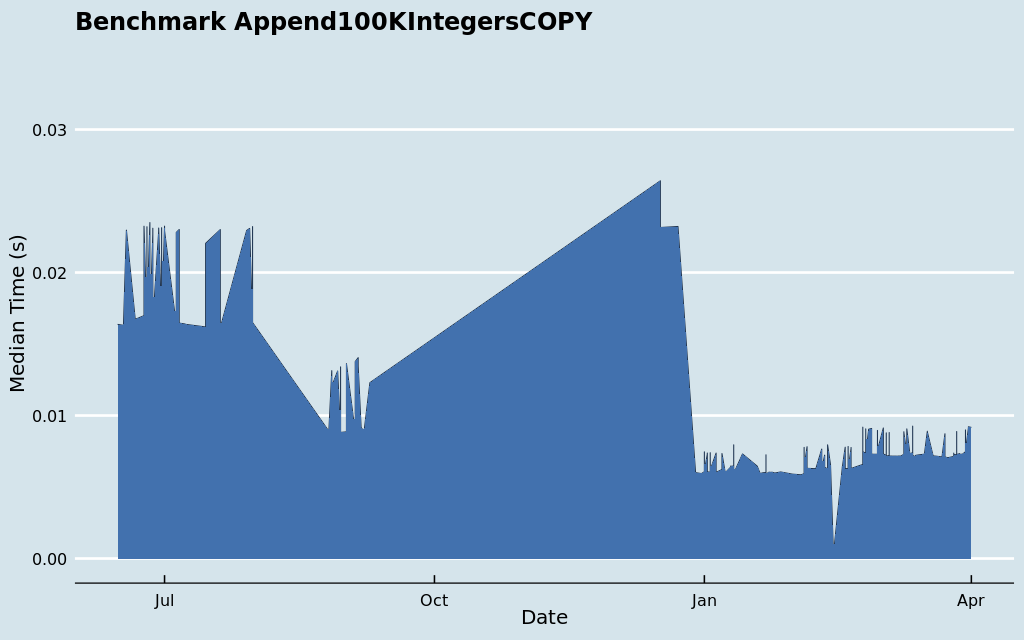 Benchmark Append100KIntegersCOPY
0.03
0.02
0.01
0.00
Median Time (s)
Jul
Oct
Jan
Apr
Date